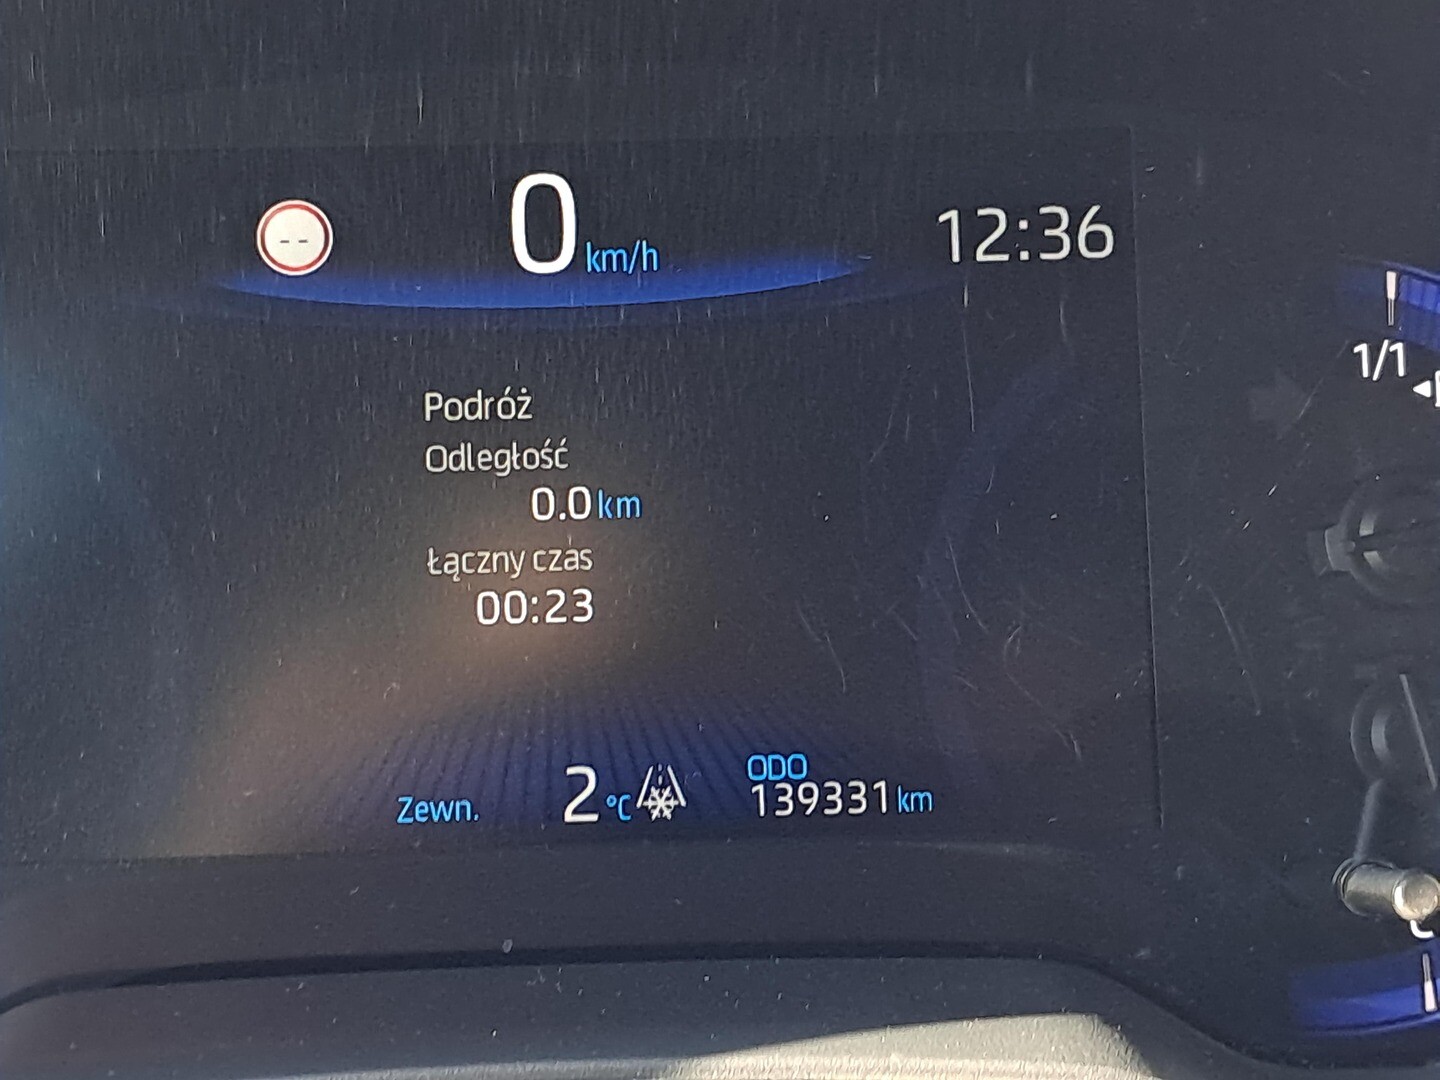 --
0 km/h
12:36
1/1
Podróż
Odległość
0.0 km
Łączny czas
00:23
Zewn. 2 °C
ODO
139331 km